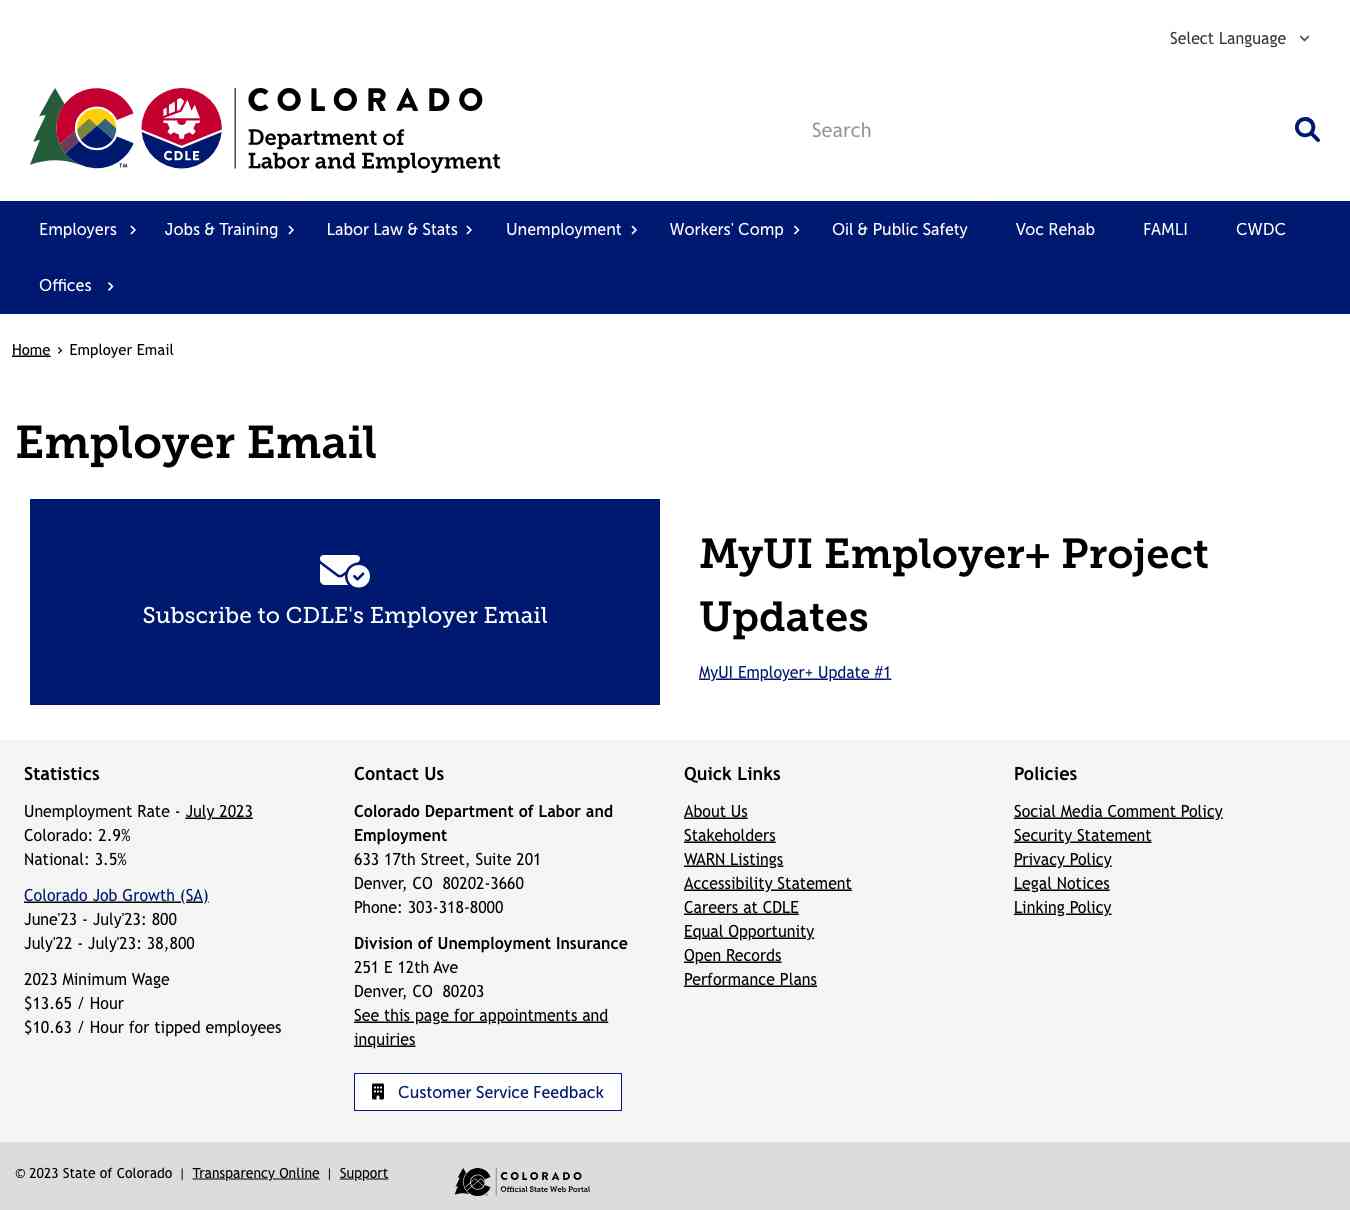 Select Language
COLORADO
Department of
Labor and Employment
CDLE
TM
Search
Employers
Jobs & Training
Labor Law & Stats
Unemployment
Workers' Comp
Oil & Public Safety
Voc Rehab
FAMLI
CWDC
Offices
Home › Employer Email
Employer Email
Subscribe to CDLE's Employer Email
MyUI Employer+ Project
Updates
MyUI Employer+ Update #1
Statistics
Unemployment Rate - July 2023
Colorado: 2.9%
National: 3.5%
Colorado Job Growth (SA)
June'23 - July'23: 800
July'22 - July'23: 38,800
2023 Minimum Wage
$13.65 / Hour
$10.63 / Hour for tipped employees
Contact Us
Colorado Department of Labor and
Employment
633 17th Street, Suite 201
Denver, CO  80202-3660
Phone: 303-318-8000
Division of Unemployment Insurance
251 E 12th Ave
Denver, CO  80203
See this page for appointments and
inquiries
Customer Service Feedback
Quick Links
About Us
Stakeholders
WARN Listings
Accessibility Statement
Careers at CDLE
Equal Opportunity
Open Records
Performance Plans
Policies
Social Media Comment Policy
Security Statement
Privacy Policy
Legal Notices
Linking Policy
© 2023 State of Colorado | Transparency Online | Support
COLORADO
Official State Web Portal